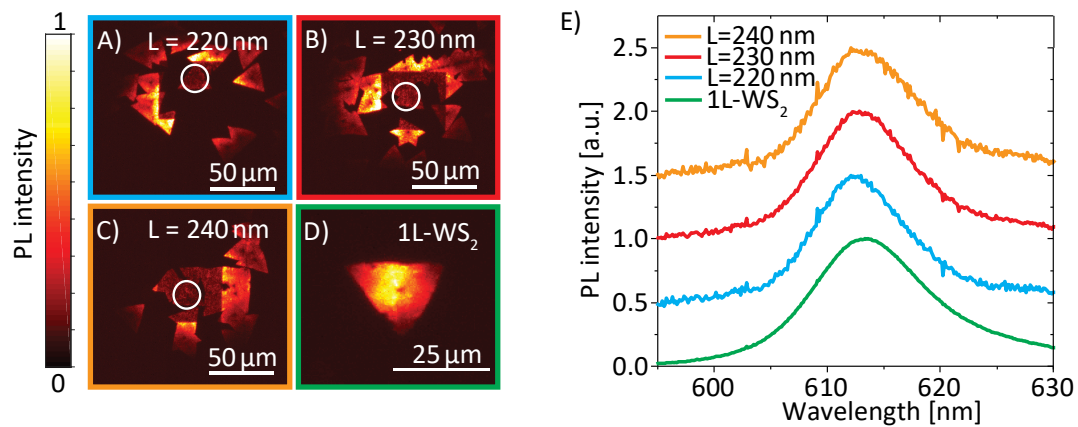 1
PL intensity
0
A)
L = 220 nm
50 µm
B)
L = 230 nm
50 µm
C)
L = 240 nm
50 µm
D)
1L-WS₂
25 µm
E)
L=240 nm
L=230 nm
L=220 nm
1L-WS₂
PL intensity [a.u.]
2.5
2.0
1.5
1.0
0.5
0.0
600 610 620 630
Wavelength [nm]